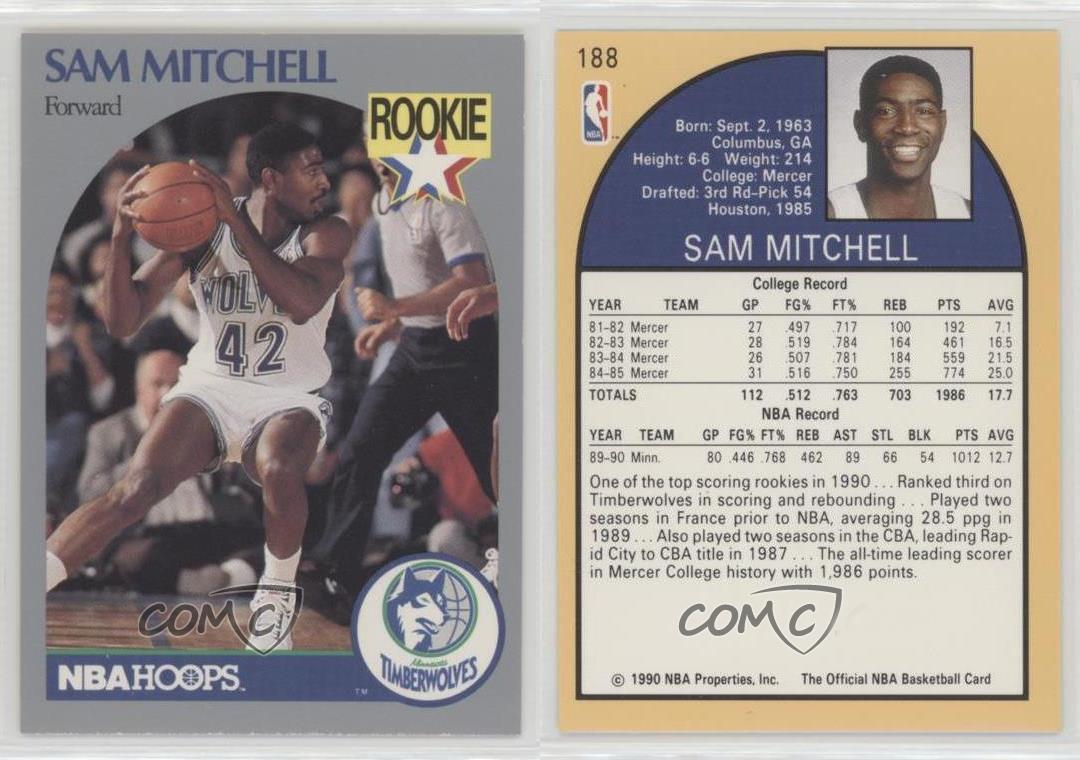 SAM MITCHELL
Forward
ROOKIE
WOLVES
42
COMC
NBA HOOPS TM
Minnesota
TIMBERWOLVES
TM
188
NBA
Born: Sept. 2, 1963
Columbus, GA
Height: 6-6 Weight: 214
College: Mercer
Drafted: 3rd Rd-Pick 54
Houston, 1985
SAM MITCHELL
College Record
YEAR TEAM GP FG% FT% REB PTS AVG
81-82 Mercer 27 .497 .717 100 192 7.1
82-83 Mercer 28 .519 .784 164 461 16.5
83-84 Mercer 26 .507 .781 184 559 21.5
84-85 Mercer 31 .516 .750 255 774 25.0
TOTALS 112 .512 .763 703 1986 17.7
NBA Record
YEAR TEAM GP FG% FT% REB AST STL BLK PTS AVG
89-90 Minn. 80 .446 .768 462 89 66 54 1012 12.7
One of the top scoring rookies in 1990 . . . Ranked third on
Timberwolves in scoring and rebounding . . . Played two
seasons in France prior to NBA, averaging 28.5 ppg in
1989 . . . Also played two seasons in the CBA, leading Rap-
id City to CBA title in 1987 . . . The all-time leading scorer
in Mercer College history with 1,986 points.
COMC
© 1990 NBA Properties, Inc. The Official NBA Basketball Card